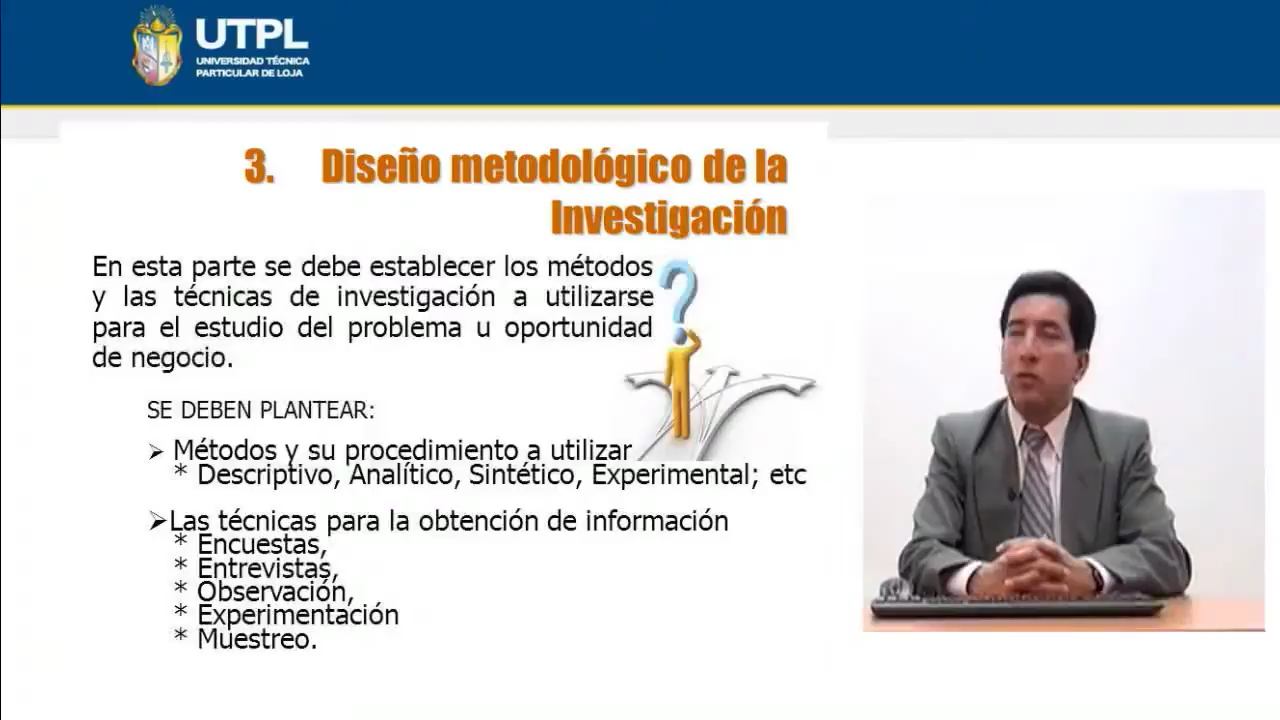 UTPL
UNIVERSIDAD TÉCNICA
PARTICULAR DE LOJA
3. Diseño metodológico de la
Investigación
En esta parte se debe establecer los métodos
y las técnicas de investigación a utilizarse
para el estudio del problema u oportunidad
de negocio.
SE DEBEN PLANTEAR:
➢ Métodos y su procedimiento a utilizar
* Descriptivo, Analítico, Sintético, Experimental; etc
➢Las técnicas para la obtención de información
* Encuestas,
* Entrevistas,
* Observación,
* Experimentación
* Muestreo.